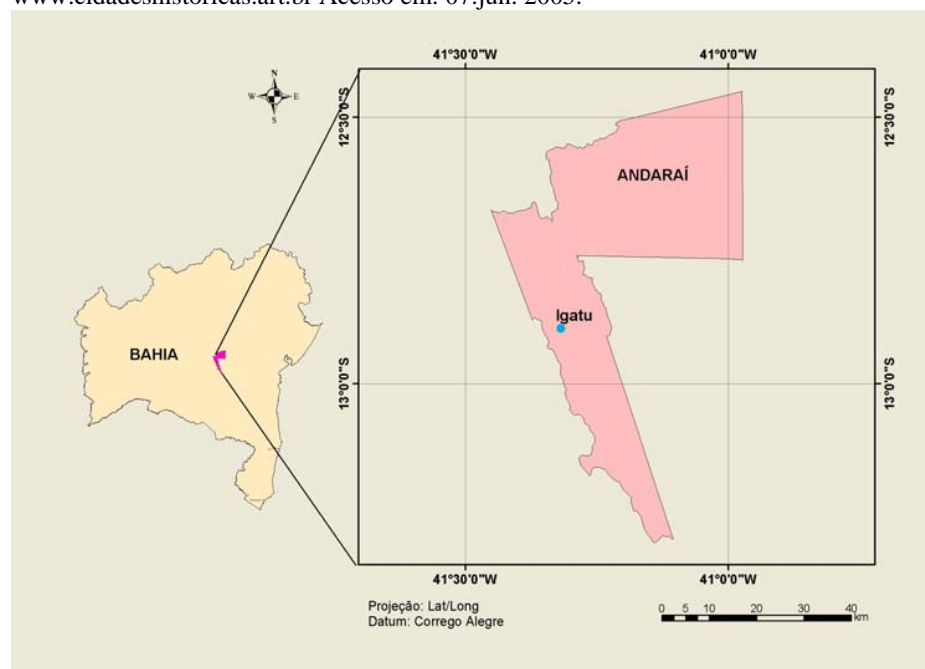 www.cidadeshistoricas.art.br Acesso em: 07.jun. 2005.
41°30'0"W 41°0'0"W
N
W E
S
12°30'0"S 12°30'0"S
ANDARAÍ
Igatu
BAHIA
13°0'0"S 13°0'0"S
41°30'0"W 41°0'0"W
Projeção: Lat/Long
Datum: Corrego Alegre
0 5 10 20 30 40
km